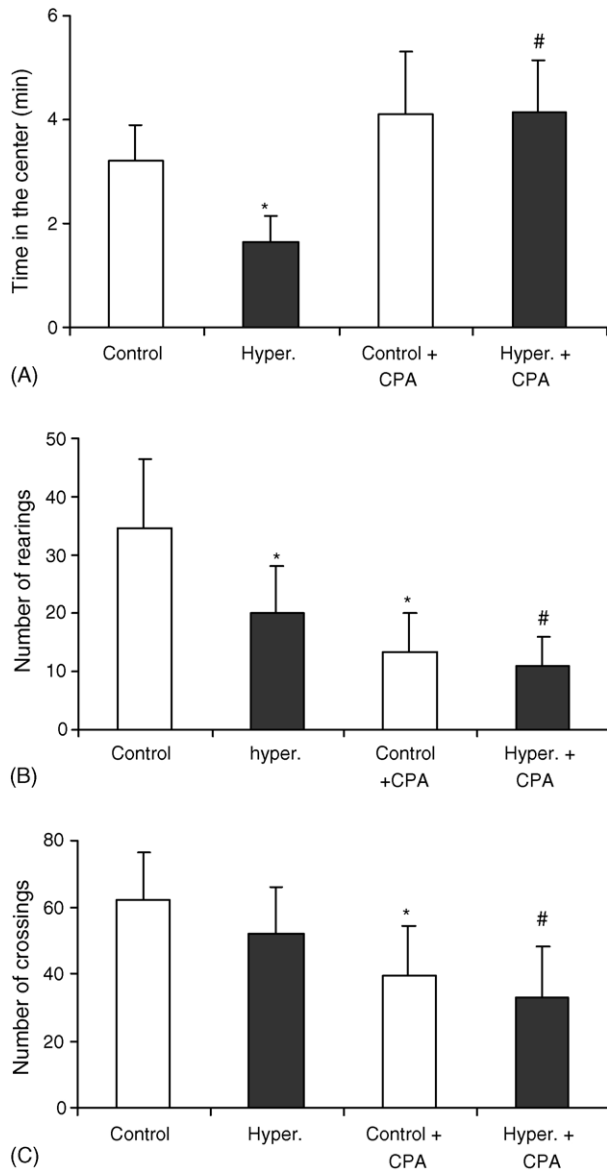 6
Time in the center (min)
4
2
0
*
#
Control
Hyper.
Control +
CPA
Hyper. +
CPA
(A)
50
Number of rearings
40
30
20
10
0
*
*
#
Control
hyper.
Control
+CPA
Hyper. +
CPA
(B)
80
Number of crossings
60
40
20
0
*
#
Control
Hyper.
Control +
CPA
Hyper. +
CPA
(C)